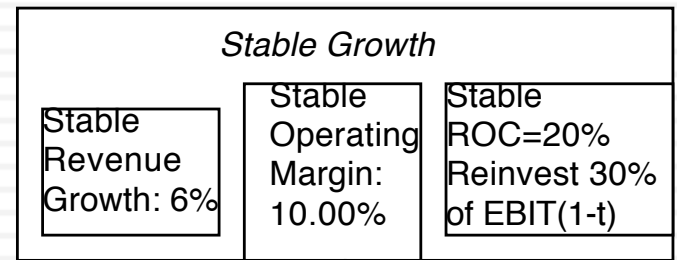 Stable Growth
Stable
Revenue
Growth: 6%
Stable
Operating
Margin:
10.00%
Stable
ROC=20%
Reinvest 30%
of EBIT(1-t)